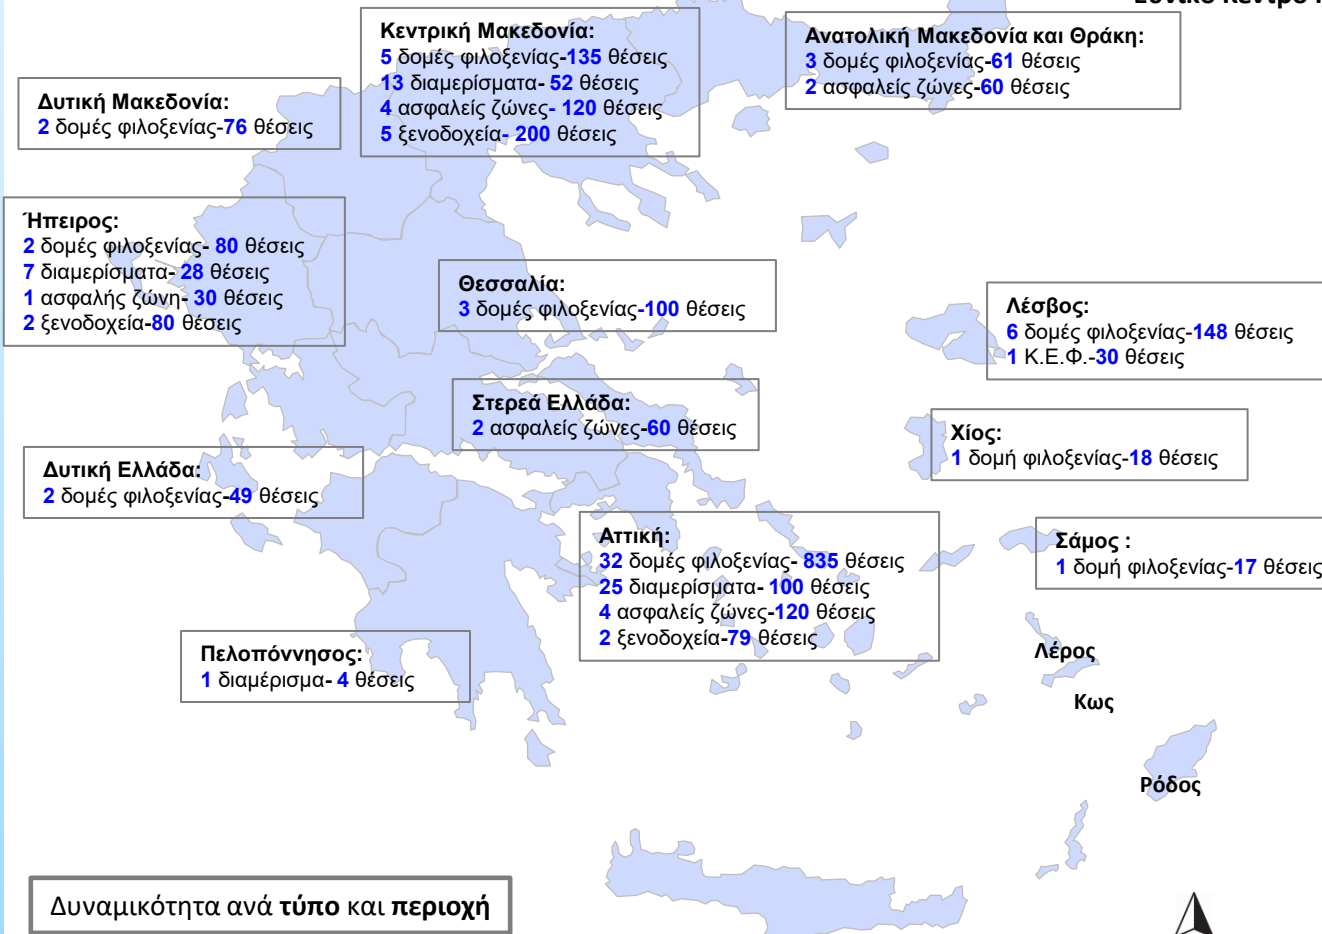 Κεντρική Μακεδονία:
5 δομές φιλοξενίας-135 θέσεις
13 διαμερίσματα- 52 θέσεις
4 ασφαλείς ζώνες- 120 θέσεις
5 ξενοδοχεία- 200 θέσεις
Ανατολική Μακεδονία και Θράκη:
3 δομές φιλοξενίας-61 θέσεις
2 ασφαλείς ζώνες-60 θέσεις
Δυτική Μακεδονία:
2 δομές φιλοξενίας-76 θέσεις
Ήπειρος:
2 δομές φιλοξενίας- 80 θέσεις
7 διαμερίσματα- 28 θέσεις
1 ασφαλής ζώνη- 30 θέσεις
2 ξενοδοχεία-80 θέσεις
Θεσσαλία:
3 δομές φιλοξενίας-100 θέσεις
Λέσβος:
6 δομές φιλοξενίας-148 θέσεις
1 Κ.Ε.Φ.-30 θέσεις
Στερεά Ελλάδα:
2 ασφαλείς ζώνες-60 θέσεις
Χίος:
1 δομή φιλοξενίας-18 θέσεις
Δυτική Ελλάδα:
2 δομές φιλοξενίας-49 θέσεις
Αττική:
32 δομές φιλοξενίας- 835 θέσεις
25 διαμερίσματα- 100 θέσεις
4 ασφαλείς ζώνες-120 θέσεις
2 ξενοδοχεία-79 θέσεις
Σάμος :
1 δομή φιλοξενίας-17 θέσεις
Πελοπόννησος:
1 διαμέρισμα- 4 θέσεις
Λέρος
Κως
Ρόδος
Δυναμικότητα ανά τύπο και περιοχή